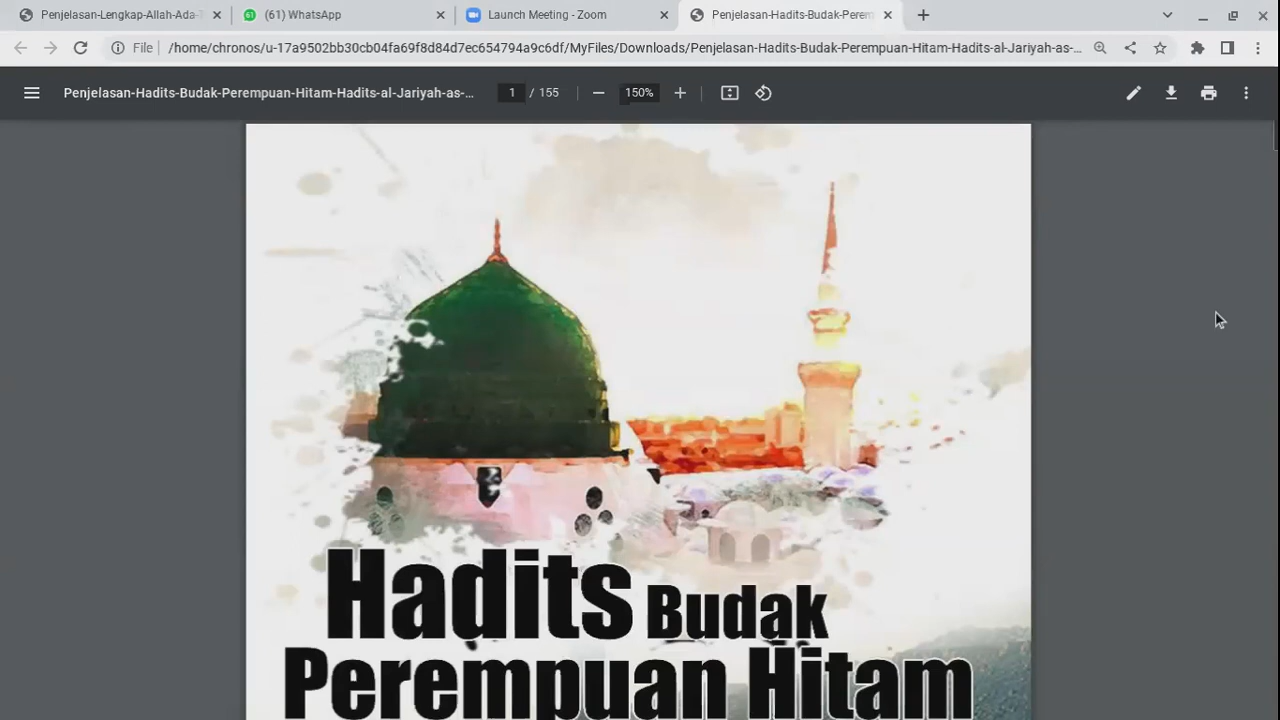 Penjelasan-Lengkap-Allah-Ada-T
(61) WhatsApp
Launch Meeting - Zoom
Penjelasan-Hadits-Budak-Perem
File
/home/chronos/u-17a9502bb30cb04fa69f8d84d7ec654794a9c6df/MyFiles/Downloads/Penjelasan-Hadits-Budak-Perempuan-Hitam-Hadits-al-Jariyah-as-...
Penjelasan-Hadits-Budak-Perempuan-Hitam-Hadits-al-Jariyah-as-...
1 / 155
150%
Hadits Budak
Perempuan Hitam